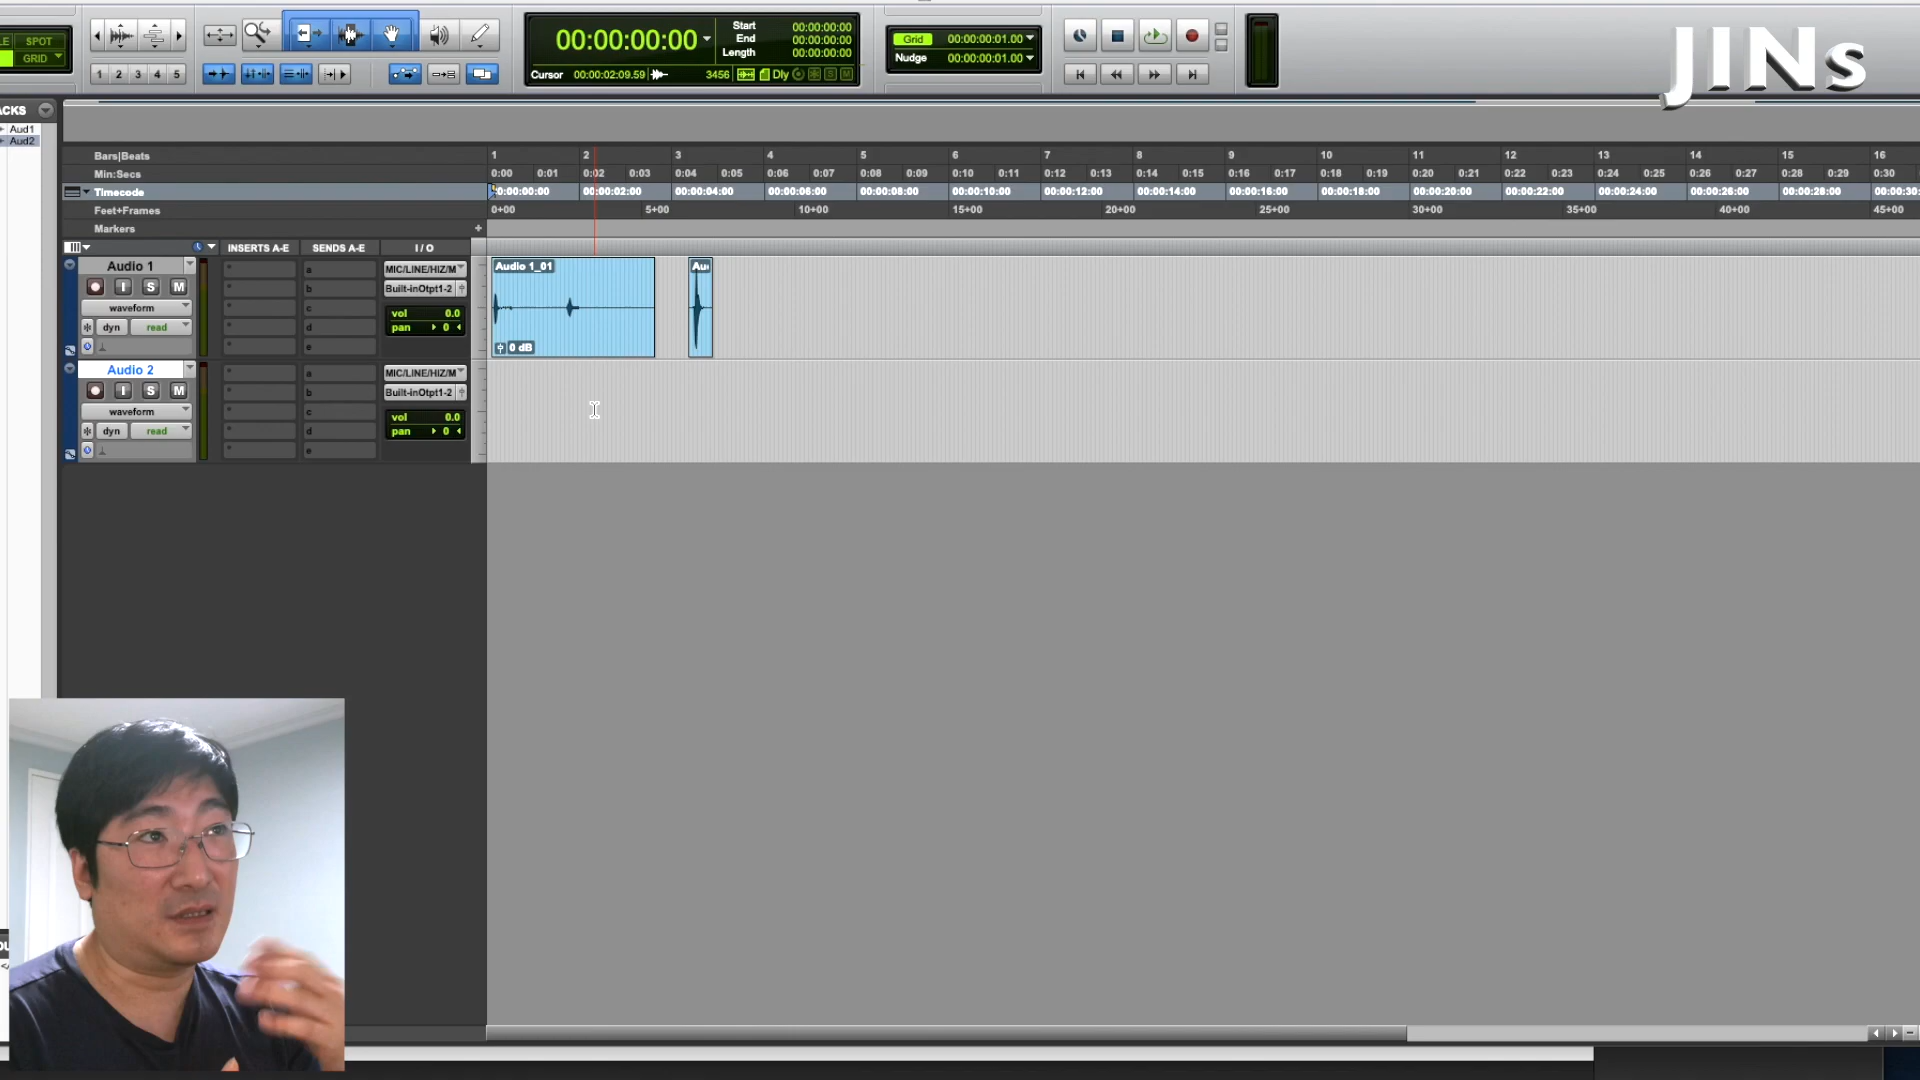 LE SPOT
GRID
1 2 3 4 5
00:00:00:00
Start 00:00:00:00
End 00:00:00:00
Length 00:00:00:00
Cursor 00:00:02:09.59 3456 Dly S M
Grid 00:00:00:01.00
Nudge 00:00:00:01.00
JINs
ACKS
Aud1
Aud2
Bars|Beats 1 2 3 4 5 6 7 8 9 10 11 12 13 14 15 16
Min:Secs 0:00 0:01 0:02 0:03 0:04 0:05 0:06 0:07 0:08 0:09 0:10 0:11 0:12 0:13 0:14 0:15 0:16 0:17 0:18 0:19 0:20 0:21 0:22 0:23 0:24 0:25 0:26 0:27 0:28 0:29 0:30
Timecode 0:00:00:00 00:00:02:00 00:00:04:00 00:00:06:00 00:00:08:00 00:00:10:00 00:00:12:00 00:00:14:00 00:00:16:00 00:00:18:00 00:00:20:00 00:00:22:00 00:00:24:00 00:00:26:00 00:00:28:00 00:00:30:
Feet+Frames 0+00 5+00 10+00 15+00 20+00 25+00 30+00 35+00 40+00 45+00
Markers +
INSERTS A-E SENDS A-E I / O
Audio 1 a MIC/LINE/HIZ/M Audio 1_01 Au
I S M b Built-inOtpt1-2
waveform c vol 0.0
dyn read d pan 0
e 0 dB
Audio 2 a MIC/LINE/HIZ/M
I S M b Built-inOtpt1-2
waveform c vol 0.0
dyn read d pan 0
e